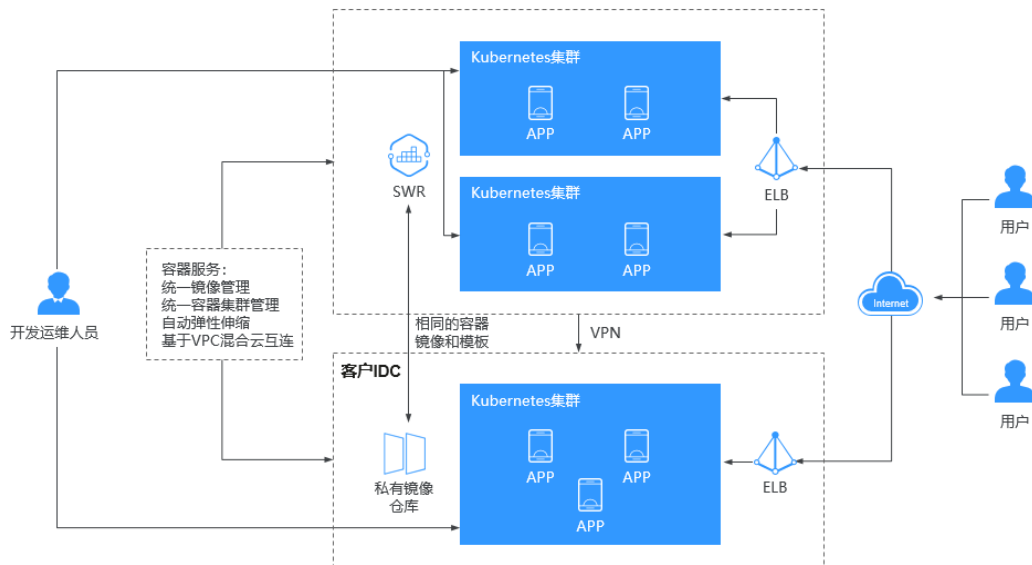 Kubernetes集群
APP
APP
SWR
ELB
Kubernetes集群
APP
APP
用户
容器服务：
统一镜像管理
统一容器集群管理
自动弹性伸缩
基于VPC混合云互连
开发运维人员
Internet
用户
相同的容器
镜像和模板
VPN
客户IDC
Kubernetes集群
APP
APP
APP
私有镜像
仓库
ELB
用户